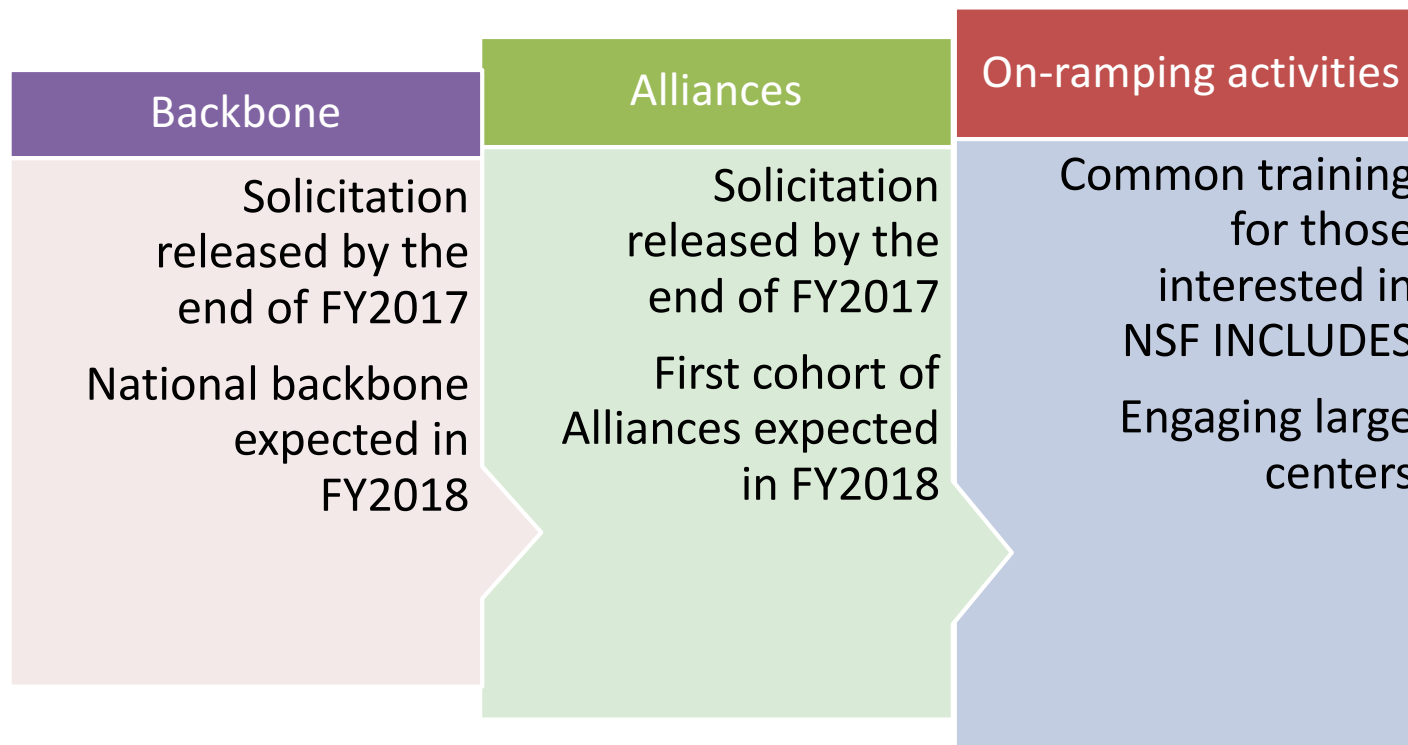 Backbone
Solicitation
released by the
end of FY2017
National backbone
expected in
FY2018
Alliances
Solicitation
released by the
end of FY2017
First cohort of
Alliances expected
in FY2018
On-ramping activities
Common training
for those
interested in
NSF INCLUDES
Engaging large
centers